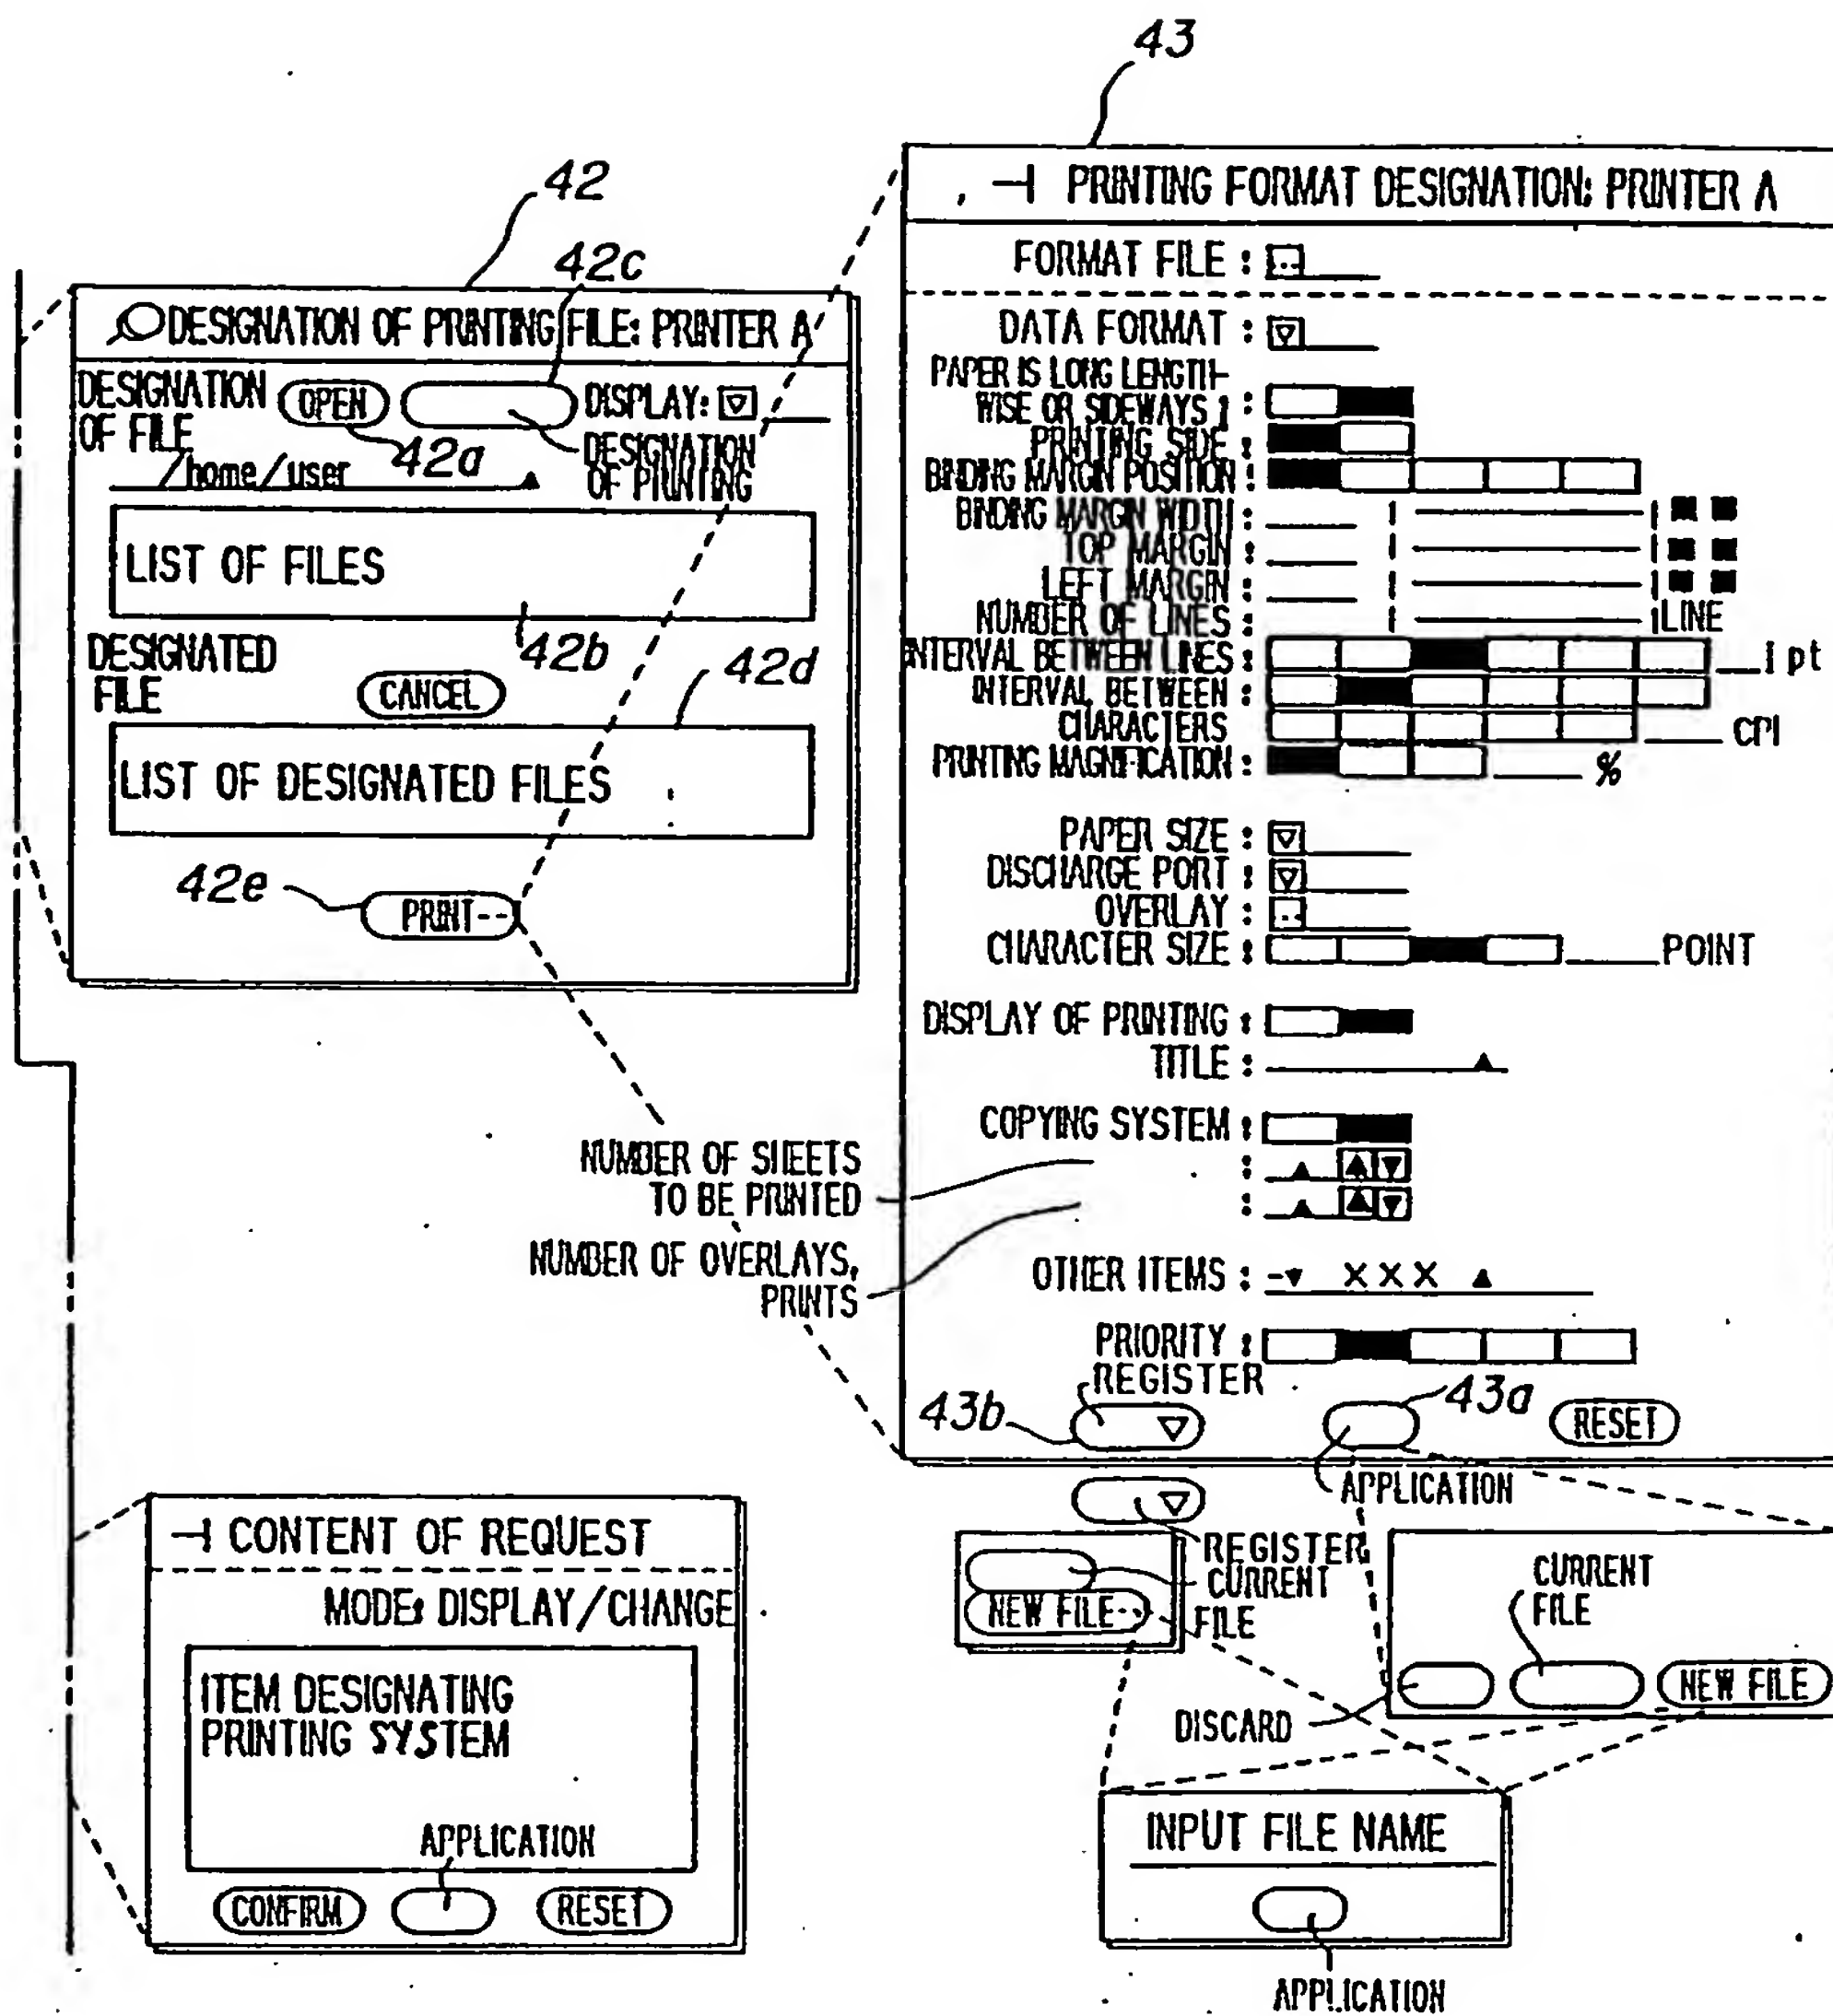 43
42
42c
DESIGNATION OF PRINTING FILE: PRINTER A
DESIGNATION
OF FILE
OPEN
DISPLAY:
42a
DESIGNATION
OF PRINTING
/home/user
LIST OF FILES
42b
42d
DESIGNATED
FILE
CANCEL
LIST OF DESIGNATED FILES
42e
PRINT--
NUMBER OF SHEETS
TO BE PRINTED
NUMBER OF OVERLAYS,
PRINTS
PRINTING FORMAT DESIGNATION: PRINTER A
FORMAT FILE :
DATA FORMAT :
PAPER IS LONG LENGTH-
WISE OR SIDEWAYS :
PRINTING SIDE :
BINDING MARGIN POSITION :
BINDING MARGIN WIDTH :
TOP MARGIN :
LEFT MARGIN :
NUMBER OF LINES : LINE
INTERVAL BETWEEN LINES : pt
INTERVAL BETWEEN :
CHARACTERS CPI
PRINTING MAGNIFICATION : %
PAPER SIZE :
DISCHARGE PORT :
OVERLAY :
CHARACTER SIZE : POINT
DISPLAY OF PRINTING :
TITLE :
COPYING SYSTEM :
:
:
OTHER ITEMS : XXX
PRIORITY :
REGISTER
43b
43a
RESET
APPLICATION
REGISTER
CURRENT
FILE
NEW FILE--
CURRENT
FILE
NEW FILE
DISCARD
INPUT FILE NAME
APPLICATION
CONTENT OF REQUEST
MODE: DISPLAY/CHANGE
ITEM DESIGNATING
PRINTING SYSTEM
APPLICATION
CONFIRM
RESET